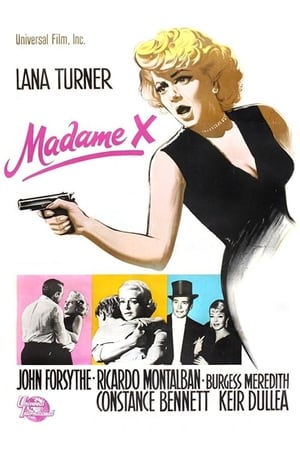 Universal Film, Inc.
LANA TURNER
Madame X
JOHN FORSYTHE · RICARDO MONTALBAN · BURGESS MEREDITH
CONSTANCE BENNETT KEIR DULLEA